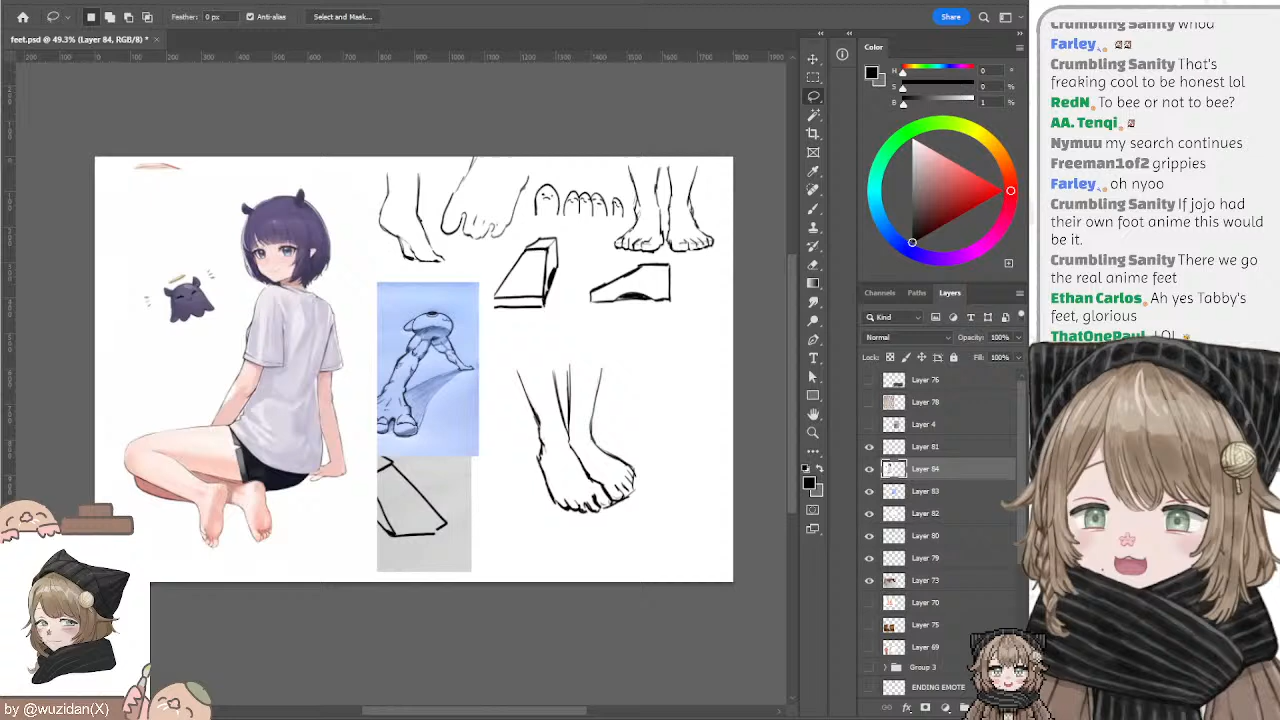 Feather: 0 px Anti-alias Select and Mask... Share
feet.psd @ 49.3% (Layer 84, RGB/8) *
Color
H 0 °
S 0 %
B 1 %
Channels Paths Layers
Kind
Normal Opacity: 100%
Lock: Fill: 100%
Layer 76
Layer 78
Layer 4
Layer 81
Layer 84
Layer 83
Layer 82
Layer 80
Layer 79
Layer 73
Layer 70
Layer 75
Layer 69
Group 3
ENDING EMOTE
Crumbling Sanity whoa
Farley
Crumbling Sanity That's
freaking cool to be honest lol
RedN To bee or not to bee?
AA. Tenqi
Nymuu my search continues
Freeman1of2 grippies
Farley oh nyoo
Crumbling Sanity If jojo had
their own foot anime this would
be it.
Crumbling Sanity There we go
the real anime feet
Ethan Carlos Ah yes Tabby's
feet, glorious
ThatOnePaul LOL
by @wuzidan(X)